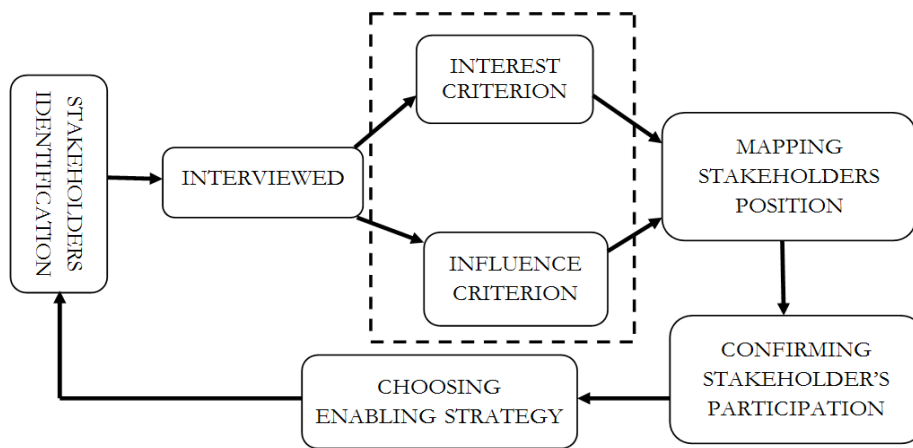 STAKEHOLDERS
IDENTIFICATION
INTERVIEWED
INTEREST
CRITERION
INFLUENCE
CRITERION
MAPPING
STAKEHOLDERS
POSITION
CONFIRMING
STAKEHOLDER'S
PARTICIPATION
CHOOSING
ENABLING STRATEGY